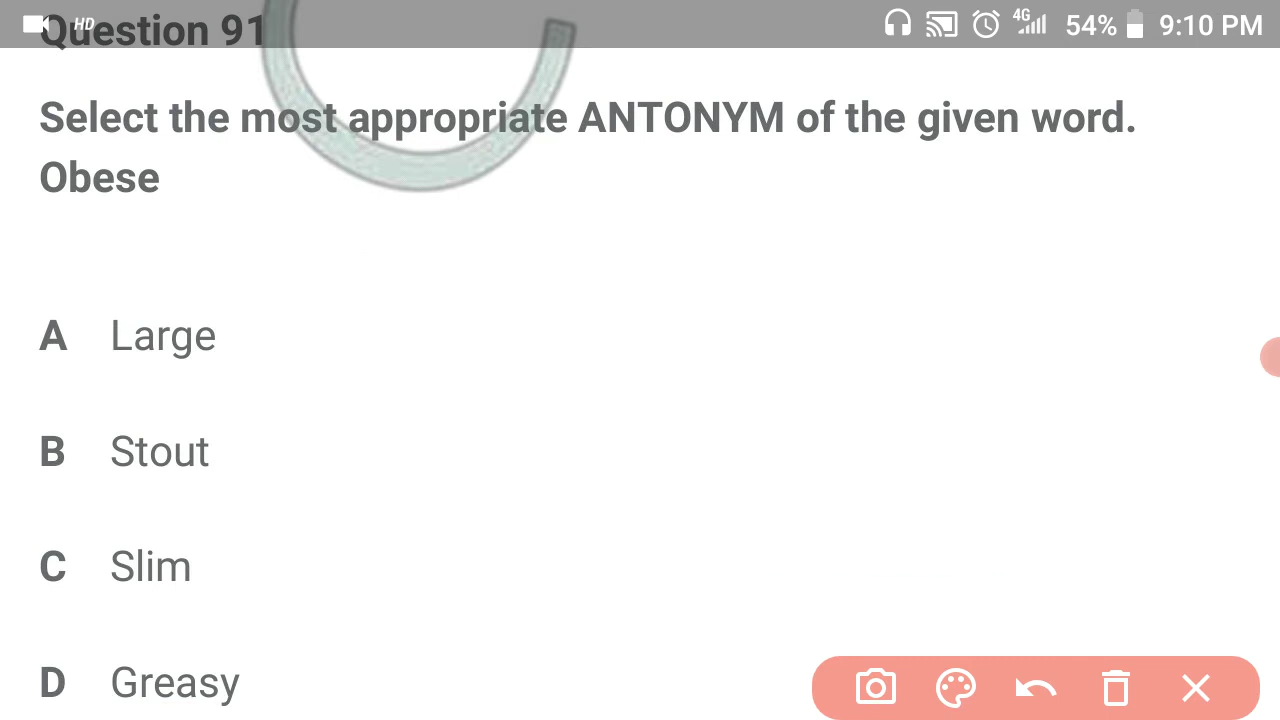 HD 4G 54% 9:10 PM
Question 91
Select the most appropriate ANTONYM of the given word.
Obese
A Large
B Stout
C Slim
D Greasy